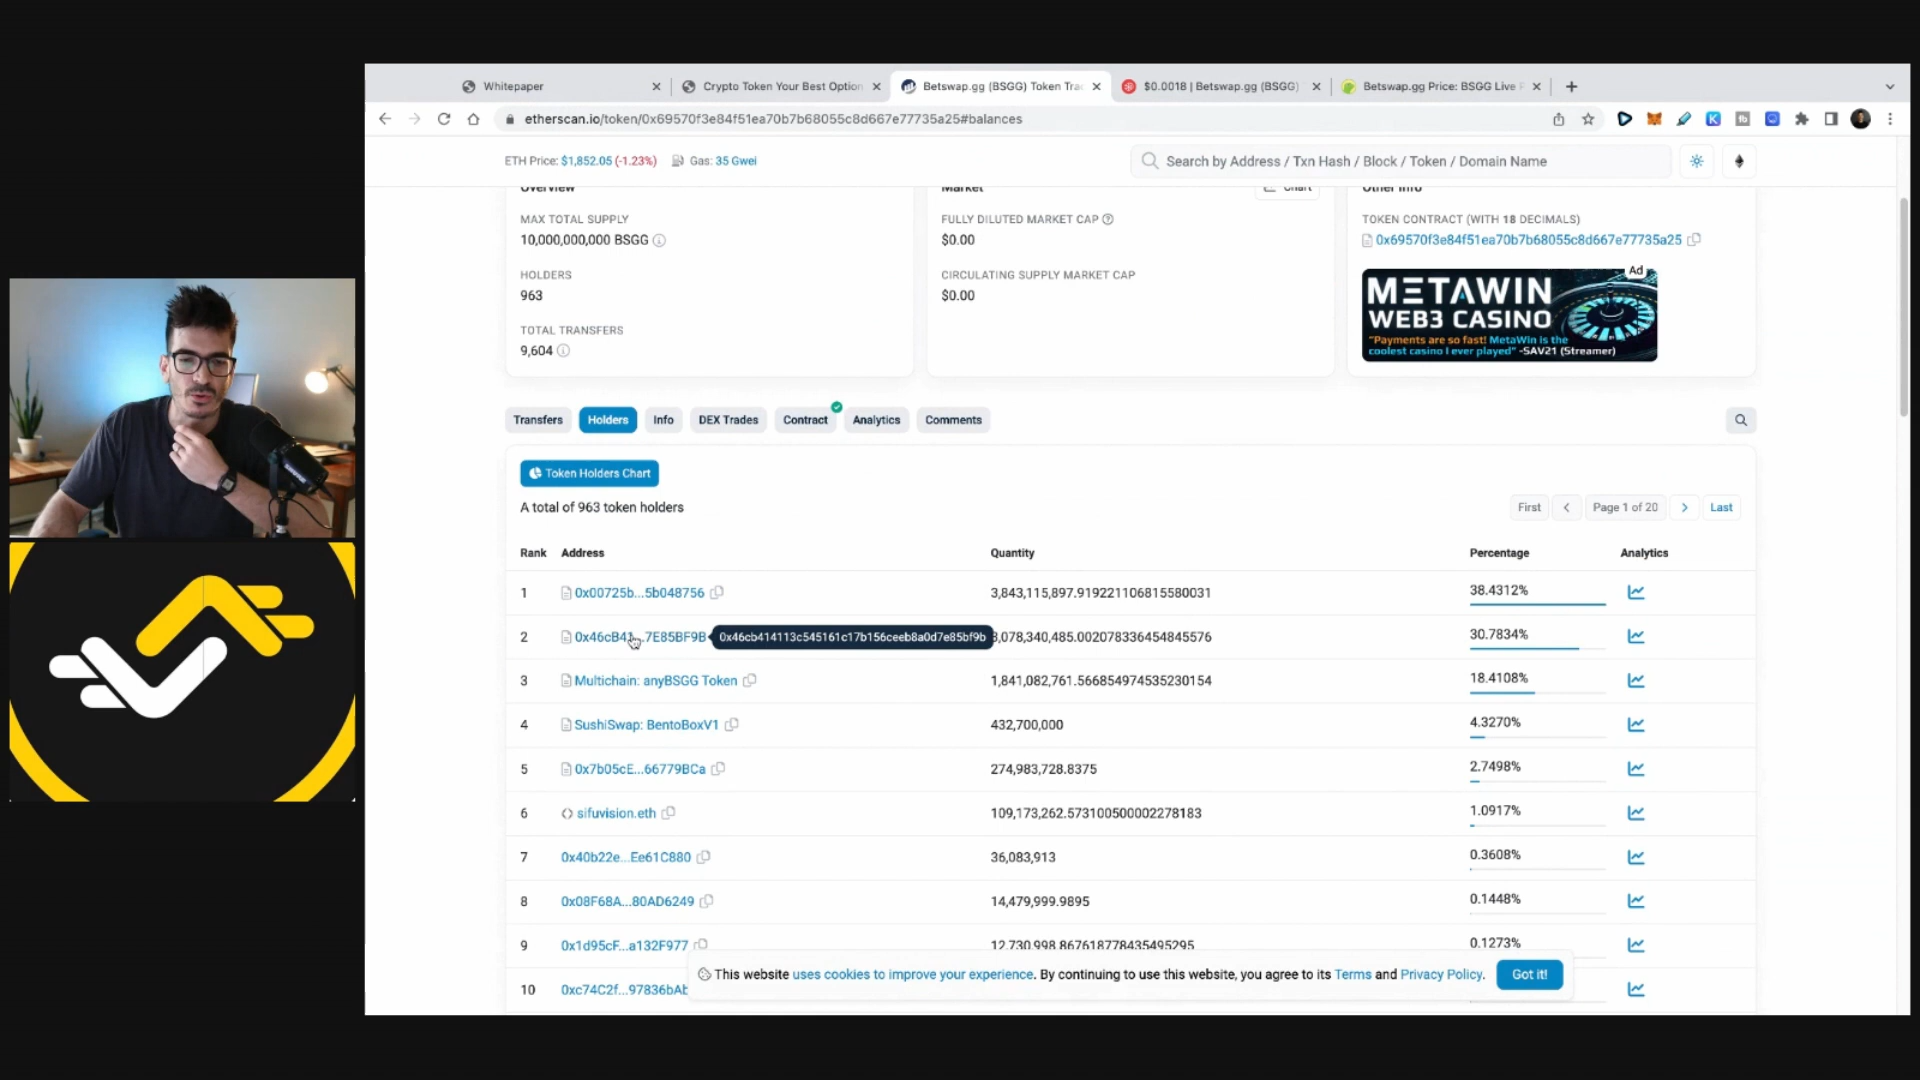 Whitepaper
Crypto Token Your Best Option
Betswap.gg (BSGG) Token Tra
$0.0018 | Betswap.gg (BSGG)
Betswap.gg Price: BSGG Live
etherscan.io/token/0x69570f3e84f51ea70b7b68055c8d667e77735a25#balances
ETH Price: $1,852.05 (-1.23%) Gas: 35 Gwei
Search by Address / Txn Hash / Block / Token / Domain Name
Overview
Market
Chart
Other Info
MAX TOTAL SUPPLY
10,000,000,000 BSGG
HOLDERS
963
TOTAL TRANSFERS
9,604
FULLY DILUTED MARKET CAP
$0.00
CIRCULATING SUPPLY MARKET CAP
$0.00
TOKEN CONTRACT (WITH 18 DECIMALS)
0x69570f3e84f51ea70b7b68055c8d667e77735a25
Ad
METAWIN
WEB3 CASINO
"Payments are so fast! MetaWin is the
coolest casino I ever played" -SAV21 (Streamer)
Transfers Holders Info DEX Trades Contract Analytics Comments
Token Holders Chart
A total of 963 token holders
First Page 1 of 20 Last
Rank Address Quantity Percentage Analytics
1 0x00725b...5b048756 3,843,115,897.919221106815580031 38.4312%
2 0x46cB41...7E85BF9B 0x46cb414113c545161c17b156ceeb8a0d7e85bf9b 3,078,340,485.002078336454845576 30.7834%
3 Multichain: anyBSGG Token 1,841,082,761.566854974535230154 18.4108%
4 SushiSwap: BentoBoxV1 432,700,000 4.3270%
5 0x7b05cE...66779BCa 274,983,728.8375 2.7498%
6 sifuvision.eth 109,173,262.573100500002278183 1.0917%
7 0x40b22e...Ee61C880 36,083,913 0.3608%
8 0x08F68A...80AD6249 14,479,999.9895 0.1448%
9 0x1d95cF...a132F977 12,730,998.867618778435495295 0.1273%
10 0xc74C2f...97836bAb
This website uses cookies to improve your experience. By continuing to use this website, you agree to its Terms and Privacy Policy. Got it!